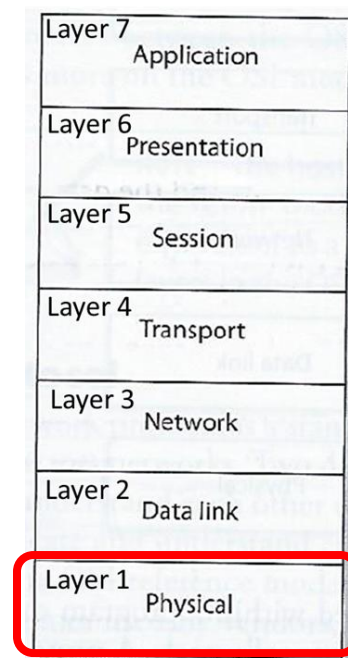 Layer 7
Application
Layer 6
Presentation
Layer 5
Session
Layer 4
Transport
Layer 3
Network
Layer 2
Data link
Layer 1
Physical